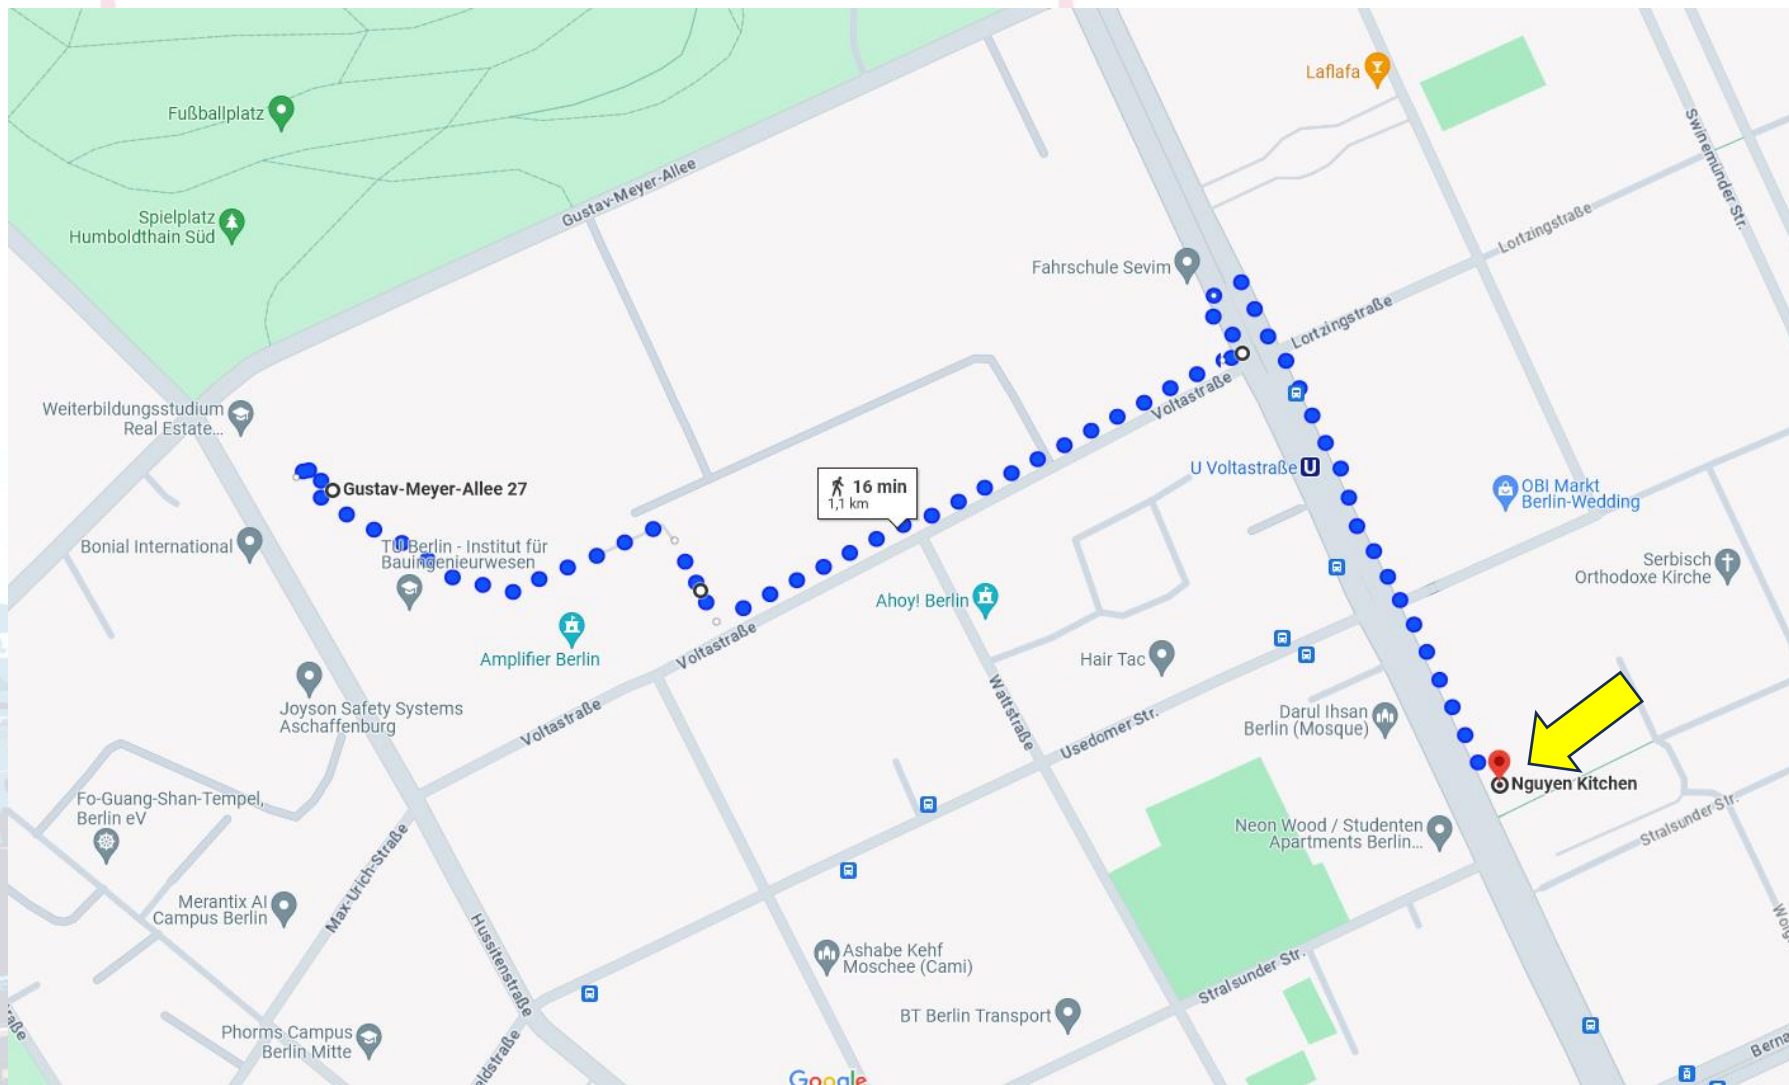 Laflafa
Fußballplatz
Swinemünder Str.
Gustav-Meyer-Allee
Spielplatz
Humboldthain Süd
Lortzingstraße
Fahrschule Sevim
Lortzingstraße
Weiterbildungsstudium
Real Estate...
Voltastraße
U Voltastraße U
Gustav-Meyer-Allee 27
16 min
1,1 km
OBI Markt
Berlin-Wedding
Bonial International
TU Berlin - Institut für
Bauingenieurwesen
Serbisch
Orthodoxe Kirche
Ahoy! Berlin
Amplifier Berlin
Voltastraße
Hair Tac
Joyson Safety Systems
Aschaffenburg
Voltastraße
Wattstraße
Usedomer Str.
Darul Ihsan
Berlin (Mosque)
Nguyen Kitchen
Fo-Guang-Shan-Tempel,
Berlin eV
Neon Wood / Studenten
Apartments Berlin...
Stralsunder Str.
Max-Urich-Straße
Merantix AI
Campus Berlin
Hussitenstraße
Ashabe Kehf
Moschee (Cami)
Stralsunder Str.
BT Berlin Transport
Phorms Campus
Berlin Mitte
Google